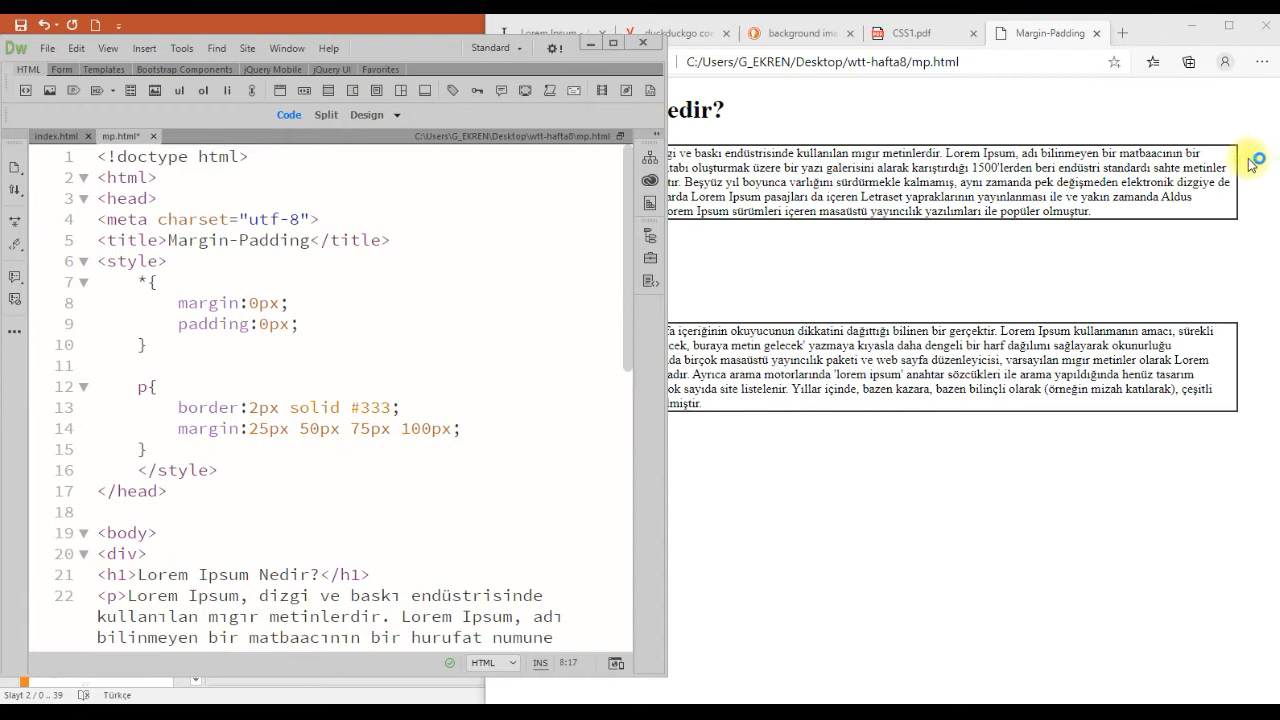 Lorem Ipsum -
duckduckgo co
background ima
CSS1.pdf
Margin-Padding
Dw File Edit View Insert Tools Find Site Window Help Standard
C:/Users/G_EKREN/Desktop/wtt-hafta8/mp.html
HTML Form Templates Bootstrap Components jQuery Mobile jQuery UI Favorites
ul ol li
Code Split Design
index.html mp.html* C:\Users\G_EKREN\Desktop\wtt-hafta8\mp.html
1 <!doctype html>
2 <html>
3 <head>
4 <meta charset="utf-8">
5 <title>Margin-Padding</title>
6 <style>
7 *{
8 margin:0px;
9 padding:0px;
10 }
11
12 p{
13 border:2px solid #333;
14 margin:25px 50px 75px 100px;
15 }
16 </style>
17 </head>
18
19 <body>
20 <div>
21 <h1>Lorem Ipsum Nedir?</h1>
22 <p>Lorem Ipsum, dizgi ve baskı endüstrisinde
kullanılan mıgır metinlerdir. Lorem Ipsum, adı
bilinmeyen bir matbaacının bir hurufat numune
HTML INS 8:17
Slayt 2 / 0 .. 39 Türkçe
edir?
gi ve baskı endüstrisinde kullanılan mıgır metinlerdir. Lorem Ipsum, adı bilinmeyen bir matbaacının bir
tabı oluşturmak üzere bir yazı galerisini alarak karıştırdığı 1500'lerden beri endüstri standardı sahte metinler
tır. Beşyüz yıl boyunca varlığını sürdürmekle kalmamış, aynı zamanda pek değişmeden elektronik dizgiye de
rda Lorem Ipsum pasajları da içeren Letraset yapraklarının yayınlanması ile ve yakın zamanda Aldus
orem Ipsum sürümleri içeren masaüstü yayıncılık yazılımları ile popüler olmuştur.
fa içeriğinin okuyucunun dikkatini dağıttığı bilinen bir gerçektir. Lorem Ipsum kullanmanın amacı, sürekli
cek, buraya metin gelecek' yazmaya kıyasla daha dengeli bir harf dağılımı sağlayarak okunurluğu
da birçok masaüstü yayıncılık paketi ve web sayfa düzenleyicisi, varsayılan mıgır metinler olarak Lorem
adır. Ayrıca arama motorlarında 'lorem ipsum' anahtar sözcükleri ile arama yapıldığında henüz tasarım
ok sayıda site listelenir. Yıllar içinde, bazen kazara, bazen bilinçli olarak (örneğin mizah katılarak), çeşitli
lmiştir.